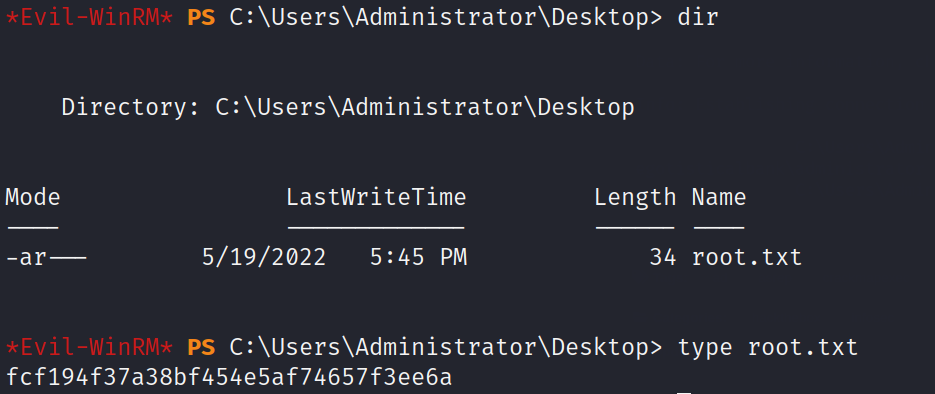 *Evil-WinRM* PS C:\Users\Administrator\Desktop> dir
Directory: C:\Users\Administrator\Desktop
Mode LastWriteTime Length Name
---- ------------- ------ ----
-ar--- 5/19/2022 5:45 PM 34 root.txt
*Evil-WinRM* PS C:\Users\Administrator\Desktop> type root.txt
fcf194f37a38bf454e5af74657f3ee6a